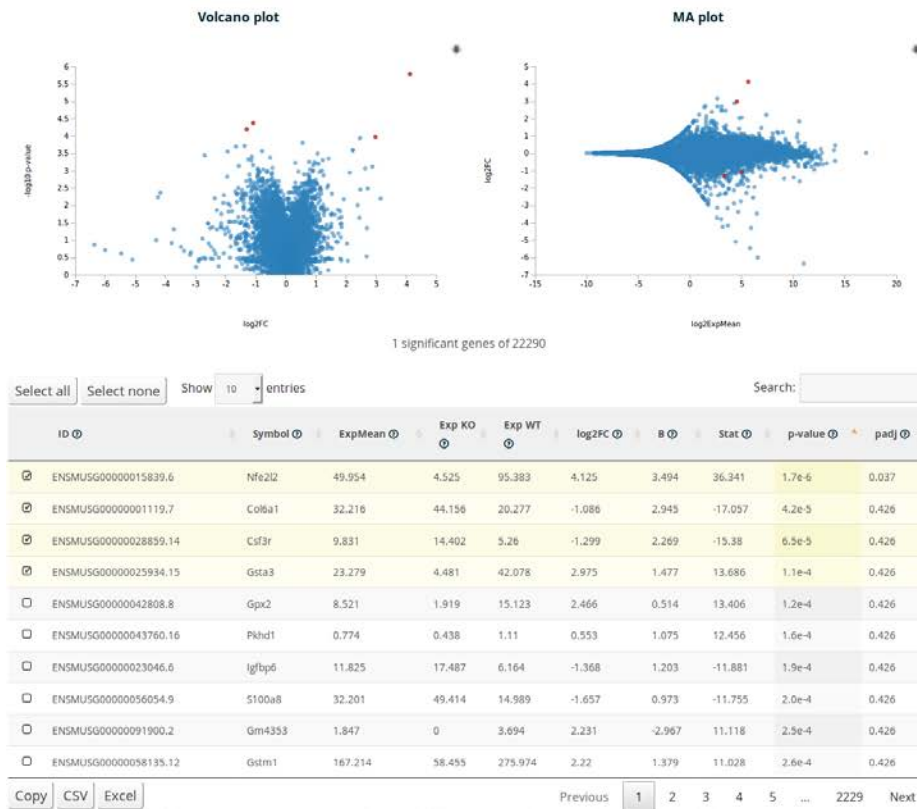 Volcano plot
MA plot
6
5.5
5
4.5
4
3.5
3
2.5
2
1.5
1
0.5
0
-log10 p-value
-7 -6 -5 -4 -3 -2 -1 0 1 2 3 4 5
log2FC
5
4
3
2
1
0
-1
-2
-3
-4
-5
-6
-7
log2FC
-15 -10 -5 0 5 10 15 20
log2ExpMean
1 significant genes of 22290
Select all Select none Show 10 entries Search:
ID Symbol ExpMean Exp KO Exp WT log2FC B Stat p-value padj
ENSMUSG00000015839.6 Nfe2l2 49.954 4.525 95.383 4.125 3.494 36.341 1.7e-6 0.037
ENSMUSG00000001119.7 Col6a1 32.216 44.156 20.277 -1.086 2.945 -17.057 4.2e-5 0.426
ENSMUSG00000028859.14 Csf3r 9.831 14.402 5.26 -1.299 2.269 -15.38 6.5e-5 0.426
ENSMUSG00000025934.15 Gsta3 23.279 4.481 42.078 2.975 1.477 13.686 1.1e-4 0.426
ENSMUSG00000042808.8 Gpx2 8.521 1.919 15.123 2.466 0.514 13.406 1.2e-4 0.426
ENSMUSG00000043760.16 Pkhd1 0.774 0.438 1.11 0.553 1.075 12.456 1.6e-4 0.426
ENSMUSG00000023046.6 Igfbp6 11.825 17.487 6.164 -1.368 1.203 -11.881 1.9e-4 0.426
ENSMUSG00000056054.9 S100a8 32.201 49.414 14.989 -1.657 0.973 -11.755 2.0e-4 0.426
ENSMUSG00000091900.2 Gm4353 1.847 0 3.694 2.231 -2.967 11.118 2.5e-4 0.426
ENSMUSG00000058135.12 Gstm1 167.214 58.455 275.974 2.22 1.379 11.028 2.6e-4 0.426
Copy CSV Excel Previous 1 2 3 4 5 ... 2229 Next